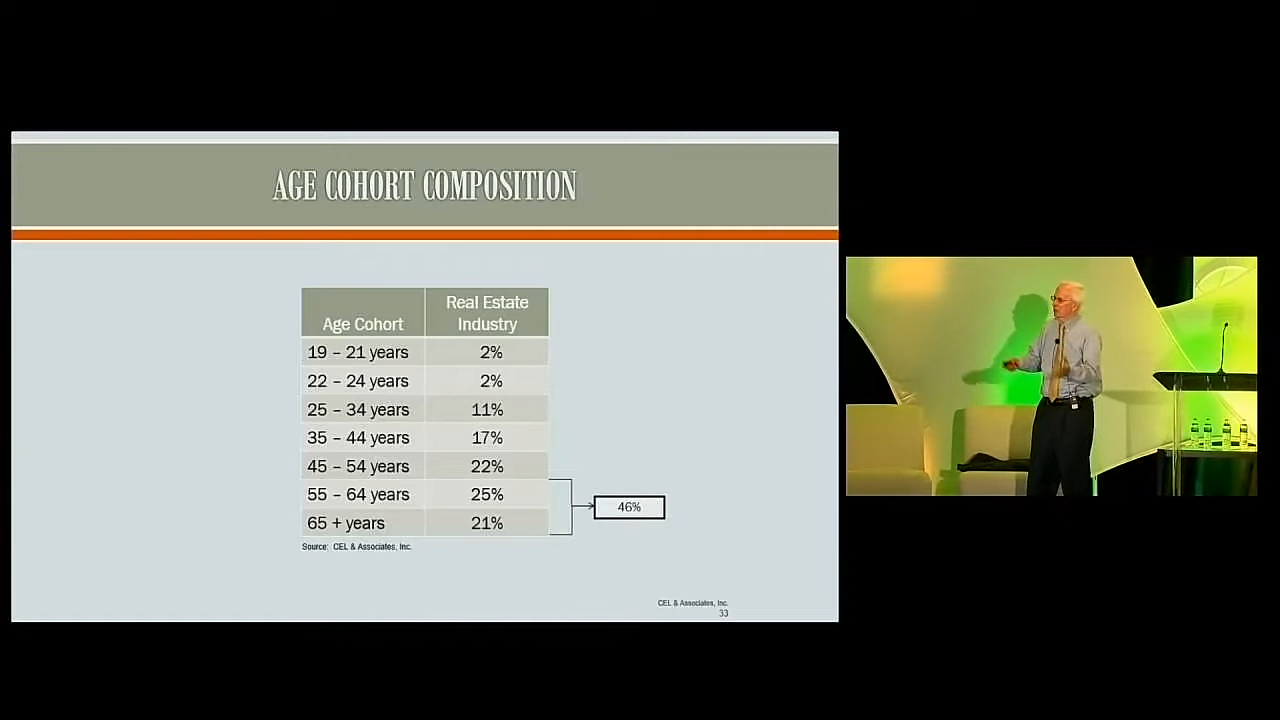 AGE COHORT COMPOSITION
Age Cohort
Real Estate
Industry
19 – 21 years 2%
22 – 24 years 2%
25 – 34 years 11%
35 – 44 years 17%
45 – 54 years 22%
55 – 64 years 25%
65 + years 21%
46%
Source: CEL & Associates, Inc.
CEL & Associates, Inc.
33